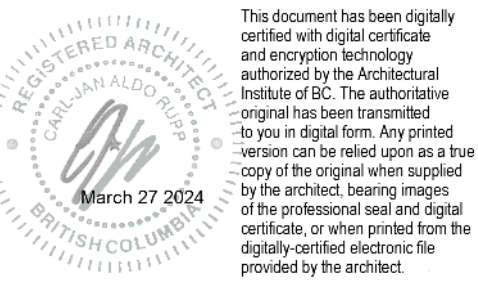 REGISTERED ARCHITECT
CARL-JAN ALDO RUPP
March 27 2024
BRITISH COLUMBIA
This document has been digitally
certified with digital certificate
and encryption technology
authorized by the Architectural
Institute of BC. The authoritative
original has been transmitted
to you in digital form. Any printed
version can be relied upon as a true
copy of the original when supplied
by the architect, bearing images
of the professional seal and digital
certificate, or when printed from the
digitally-certified electronic file
provided by the architect.